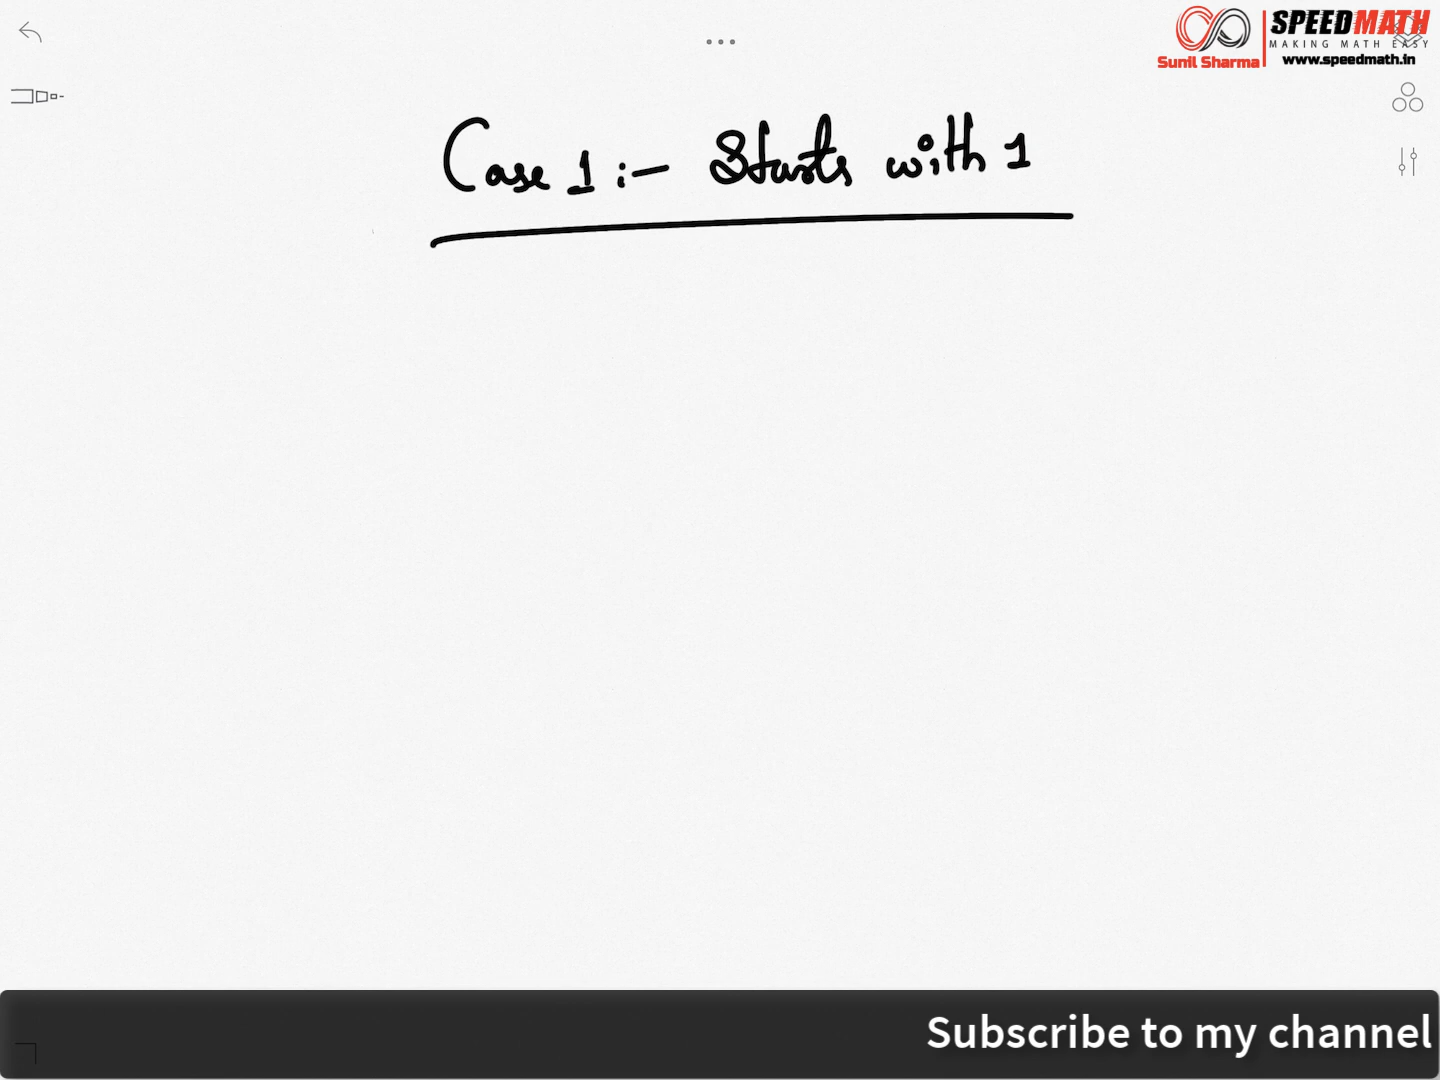 SPEEDMATH
MAKING MATH EASY
Sunil Sharma
www.speedmath.in
Case 1 :- Starts with 1
Subscribe to my channel